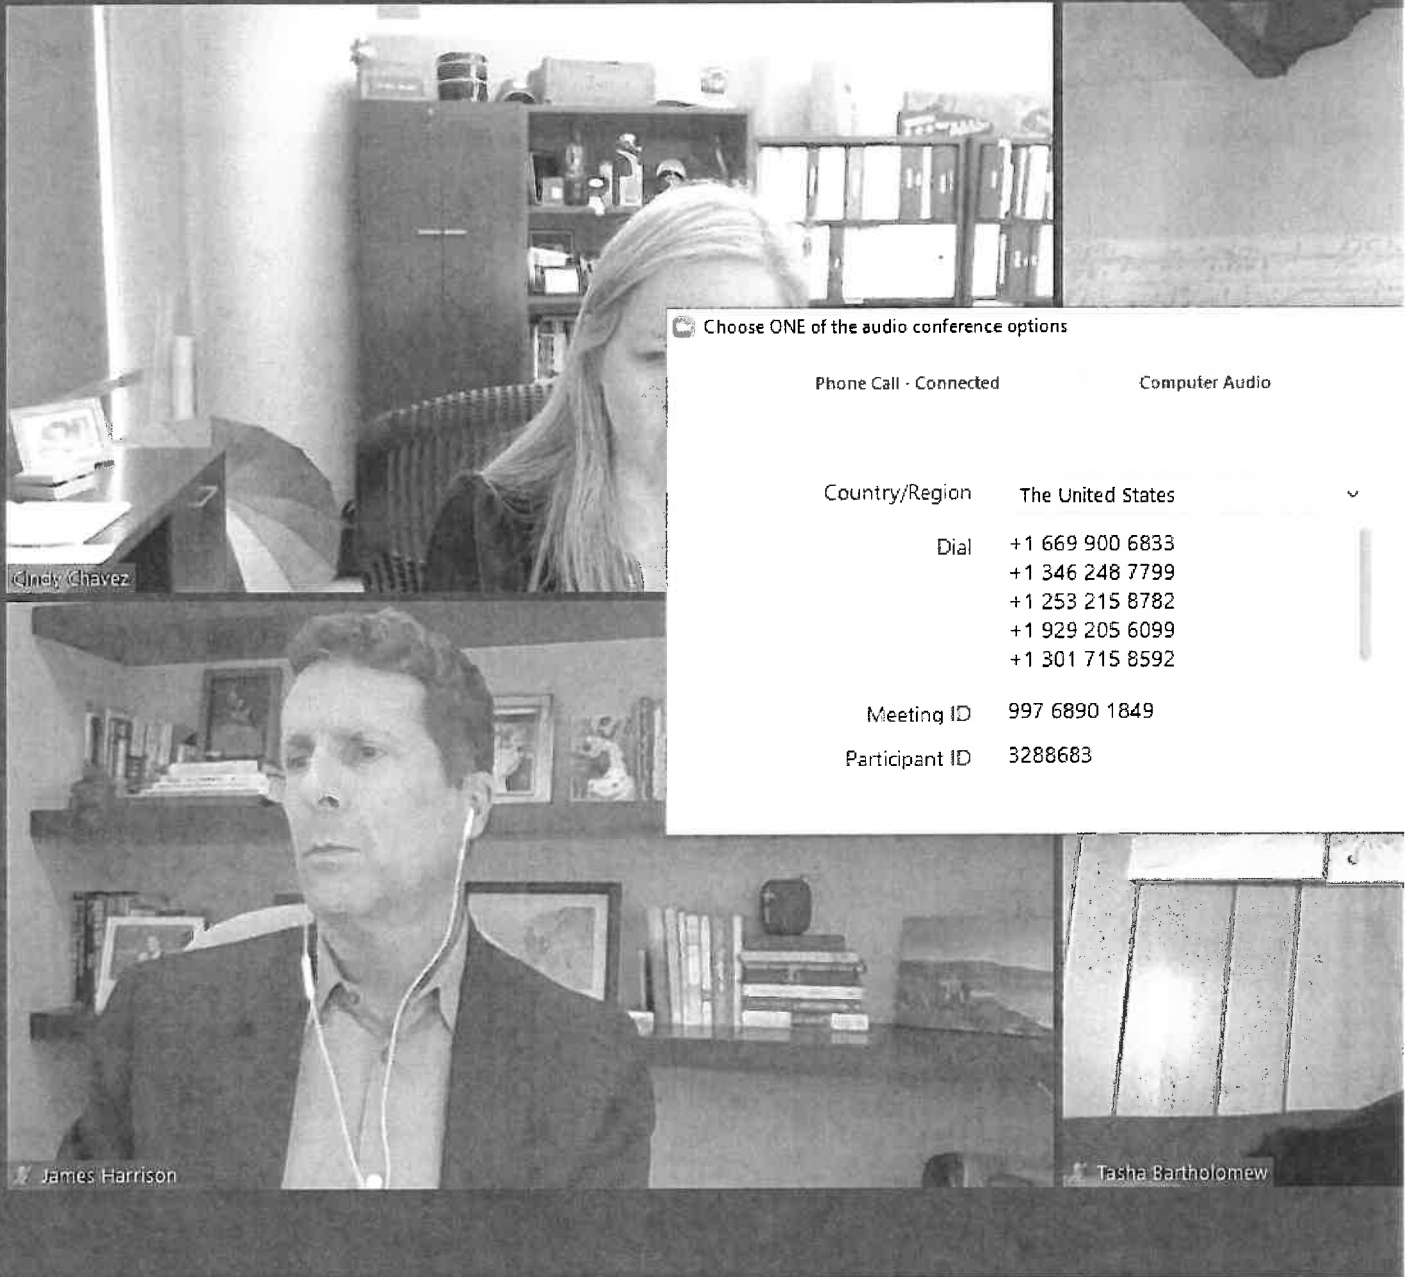 Choose ONE of the audio conference options
Phone Call - Connected
Computer Audio
Country/Region
The United States
Dial
+1 669 900 6833
+1 346 248 7799
+1 253 215 8782
+1 929 205 6099
+1 301 715 8592
Meeting ID
997 6890 1849
Participant ID
3288683
Cindy Chavez
James Harrison
Tasha Bartholomew